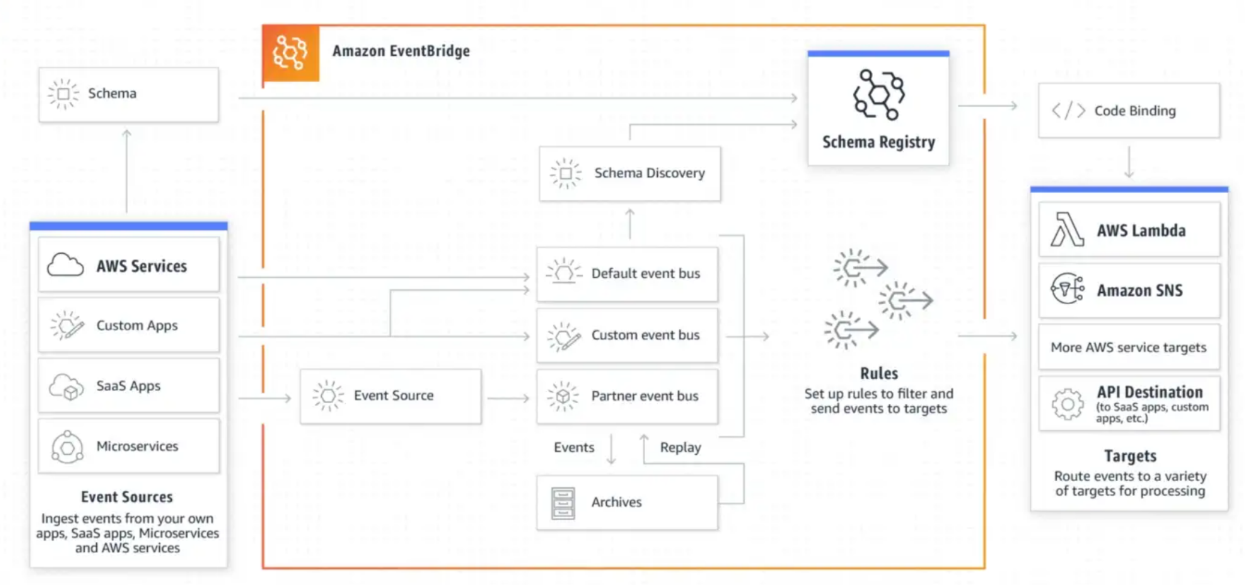 Amazon EventBridge
Schema
Schema Registry
Code Binding
Schema Discovery
AWS Services
Custom Apps
SaaS Apps
Microservices
Event Sources
Ingest events from your own
apps, SaaS apps, Microservices
and AWS services
Event Source
Default event bus
Custom event bus
Partner event bus
Events
Replay
Archives
Rules
Set up rules to filter and
send events to targets
AWS Lambda
Amazon SNS
More AWS service targets
API Destination
(to SaaS apps, custom
apps, etc.)
Targets
Route events to a variety
of targets for processing